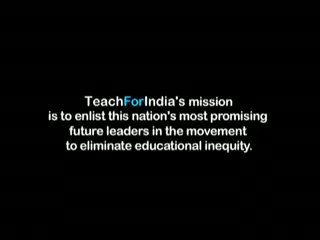 TeachForIndia's mission
is to enlist this nation's most promising
future leaders in the movement
to eliminate educational inequity.